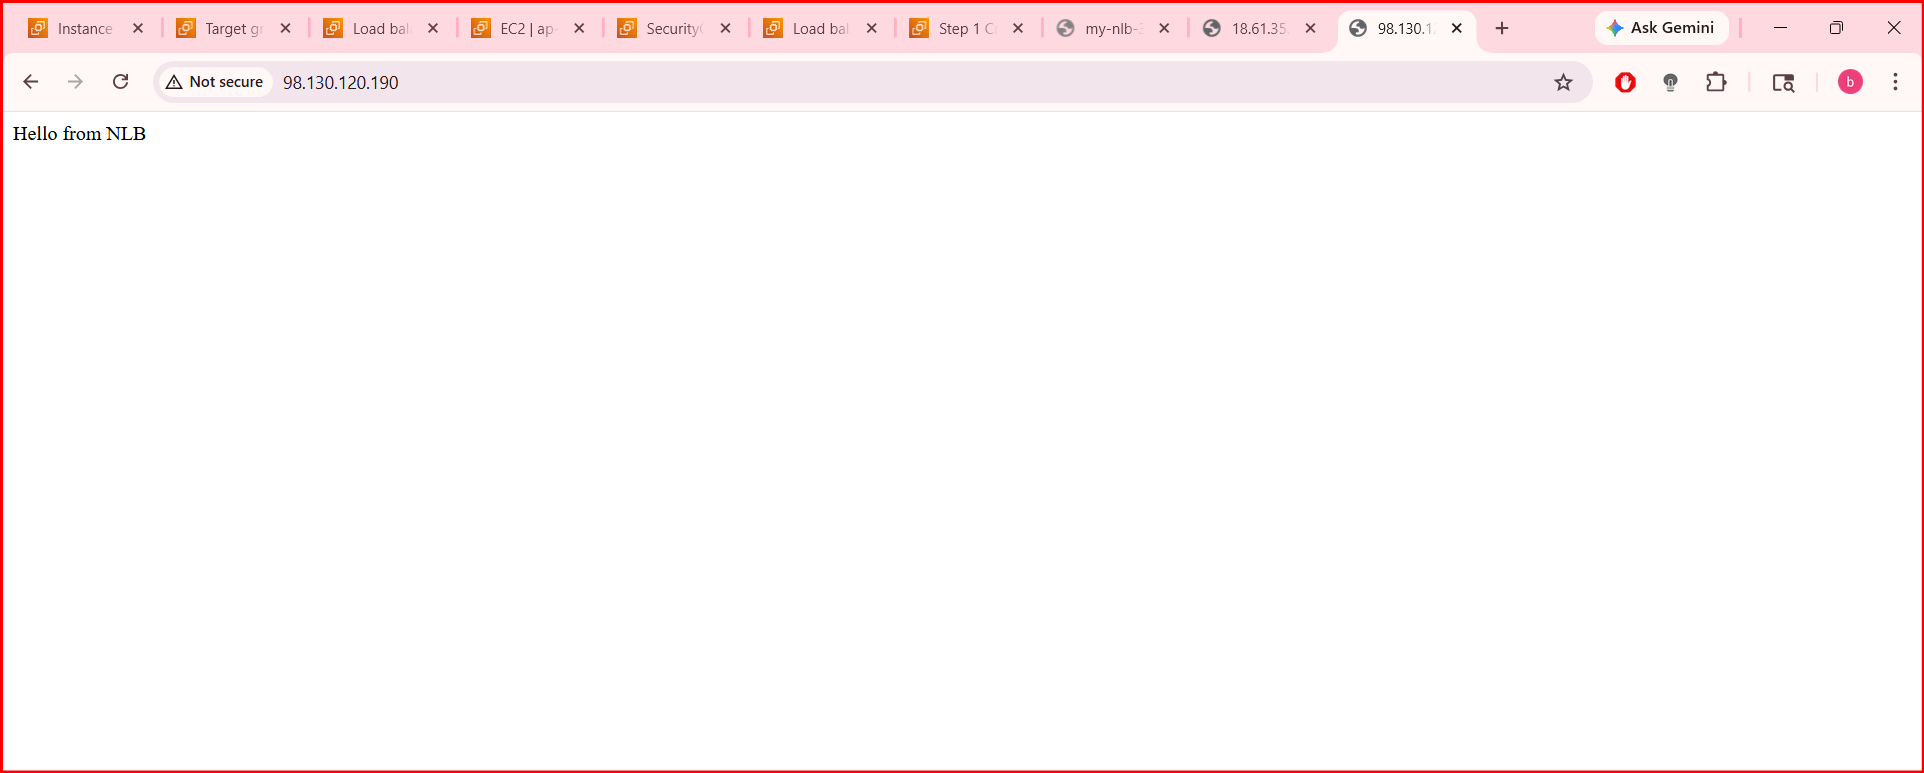 Instance
Target gr
Load bal
EC2 | ap-
Security
Load bal
Step 1 C
my-nlb-3
18.61.35.
98.130.1
Ask Gemini
Not secure
98.130.120.190
b
Hello from NLB